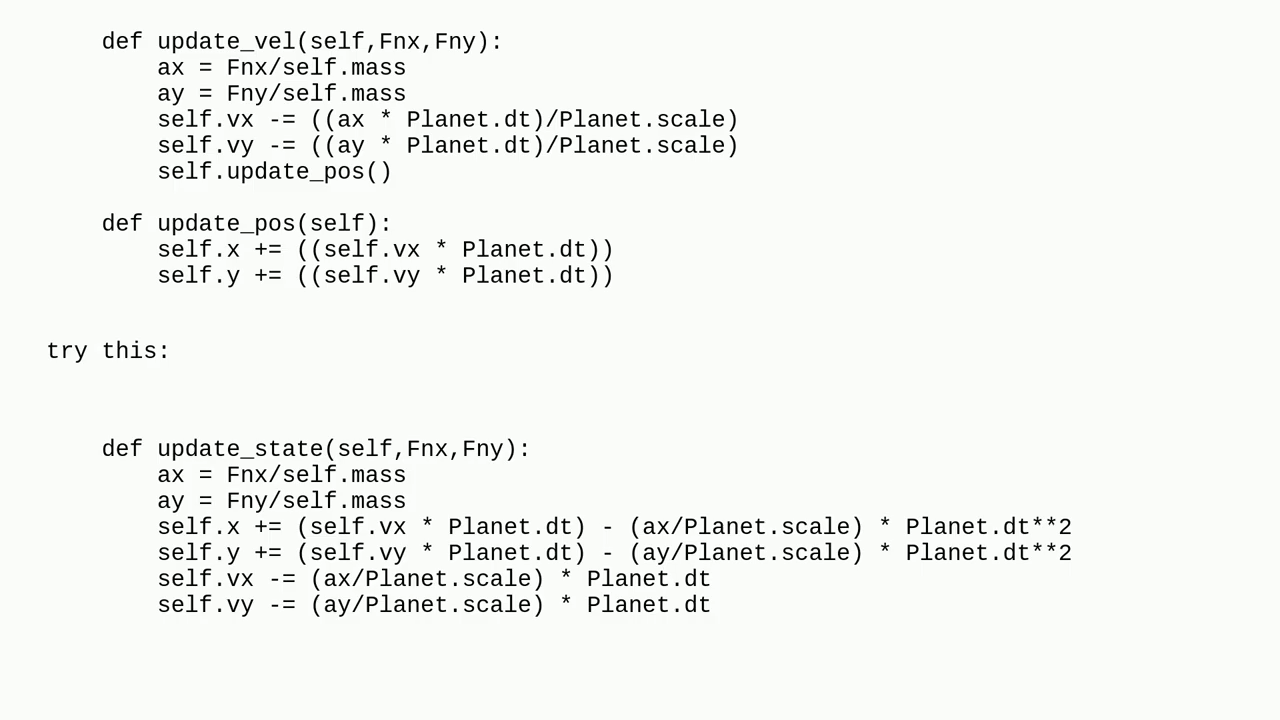 def update_vel(self,Fnx,Fny):
ax = Fnx/self.mass
ay = Fny/self.mass
self.vx -= ((ax * Planet.dt)/Planet.scale)
self.vy -= ((ay * Planet.dt)/Planet.scale)
self.update_pos()
def update_pos(self):
self.x += ((self.vx * Planet.dt))
self.y += ((self.vy * Planet.dt))
try this:
def update_state(self,Fnx,Fny):
ax = Fnx/self.mass
ay = Fny/self.mass
self.x += (self.vx * Planet.dt) - (ax/Planet.scale) * Planet.dt**2
self.y += (self.vy * Planet.dt) - (ay/Planet.scale) * Planet.dt**2
self.vx -= (ax/Planet.scale) * Planet.dt
self.vy -= (ay/Planet.scale) * Planet.dt